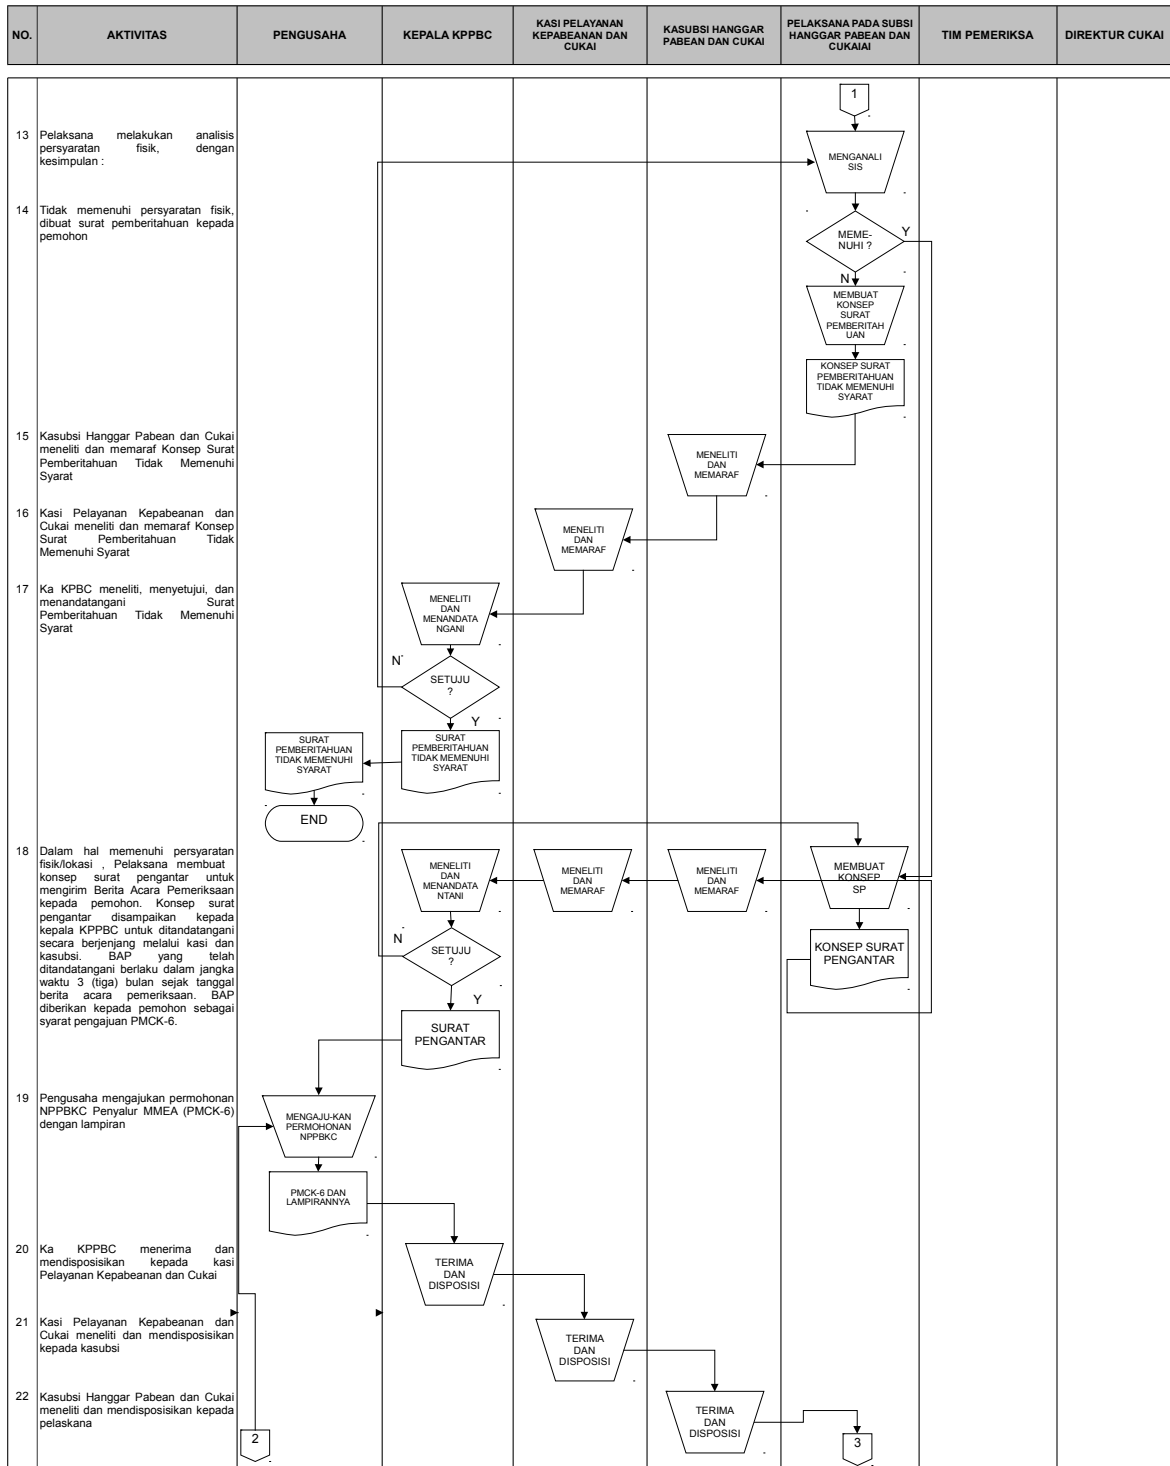 NO.
AKTIVITAS
PENGUSAHA
KEPALA KPPBC
KASI PELAYANAN
KEPABEANAN DAN
CUKAI
KASUBSI HANGGAR
PABEAN DAN CUKAI
PELAKSANA PADA SUBSI
HANGGAR PABEAN DAN
CUKAIAI
TIM PEMERIKSA
DIREKTUR CUKAI
1
13 Pelaksana melakukan analisis
persyaratan fisik, dengan
kesimpulan :
MENGANALI
SIS
14 Tidak memenuhi persyaratan fisik,
dibuat surat pemberitahuan kepada
pemohon
MEME-
NUHI ?
Y
N
MEMBUAT
KONSEP
SURAT
PEMBERITAH
UAN
KONSEP SURAT
PEMBERITAHUAN
TIDAK MEMENUHI
SYARAT
15 Kasubsi Hanggar Pabean dan Cukai
meneliti dan memaraf Konsep Surat
Pemberitahuan Tidak Memenuhi
Syarat
MENELITI
DAN
MEMARAF
16 Kasi Pelayanan Kepabeanan dan
Cukai meneliti dan memaraf Konsep
Surat Pemberitahuan Tidak
Memenuhi Syarat
MENELITI
DAN
MEMARAF
17 Ka KPBC meneliti, menyetujui, dan
menandatangani Surat
Pemberitahuan Tidak Memenuhi
Syarat
MENELITI
DAN
MENANDATA
NGANI
N
SETUJU
?
Y
SURAT
PEMBERITAHUAN
TIDAK MEMENUHI
SYARAT
SURAT
PEMBERITAHUAN
TIDAK MEMENUHI
SYARAT
END
18 Dalam hal memenuhi persyaratan
fisik/lokasi , Pelaksana membuat
konsep surat pengantar untuk
mengirim Berita Acara Pemeriksaan
kepada pemohon. Konsep surat
pengantar disampaikan kepada
kepala KPPBC untuk ditandatangani
secara berjenjang melalui kasi dan
kasubsi. BAP yang telah
ditandatangani berlaku dalam jangka
waktu 3 (tiga) bulan sejak tanggal
berita acara pemeriksaan. BAP
diberikan kepada pemohon sebagai
syarat pengajuan PMCK-6.
MENELITI
DAN
MENANDATA
NTANI
MENELITI
DAN
MEMARAF
MENELITI
DAN
MEMARAF
MEMBUAT
KONSEP
SP
N
SETUJU
?
Y
KONSEP SURAT
PENGANTAR
SURAT
PENGANTAR
19 Pengusaha mengajukan permohonan
NPPBKC Penyalur MMEA (PMCK-6)
dengan lampiran
MENGAJU-KAN
PERMOHONAN
NPPBKC
PMCK-6 DAN
LAMPIRANNYA
20 Ka KPPBC menerima dan
mendisposisikan kepada kasi
Pelayanan Kepabeanan dan Cukai
TERIMA
DAN
DISPOSISI
21 Kasi Pelayanan Kepabeanan dan
Cukai meneliti dan mendisposisikan
kepada kasubsi
TERIMA
DAN
DISPOSISI
22 Kasubsi Hanggar Pabean dan Cukai
meneliti dan mendisposisikan kepada
pelaskana
TERIMA
DAN
DISPOSISI
2
3